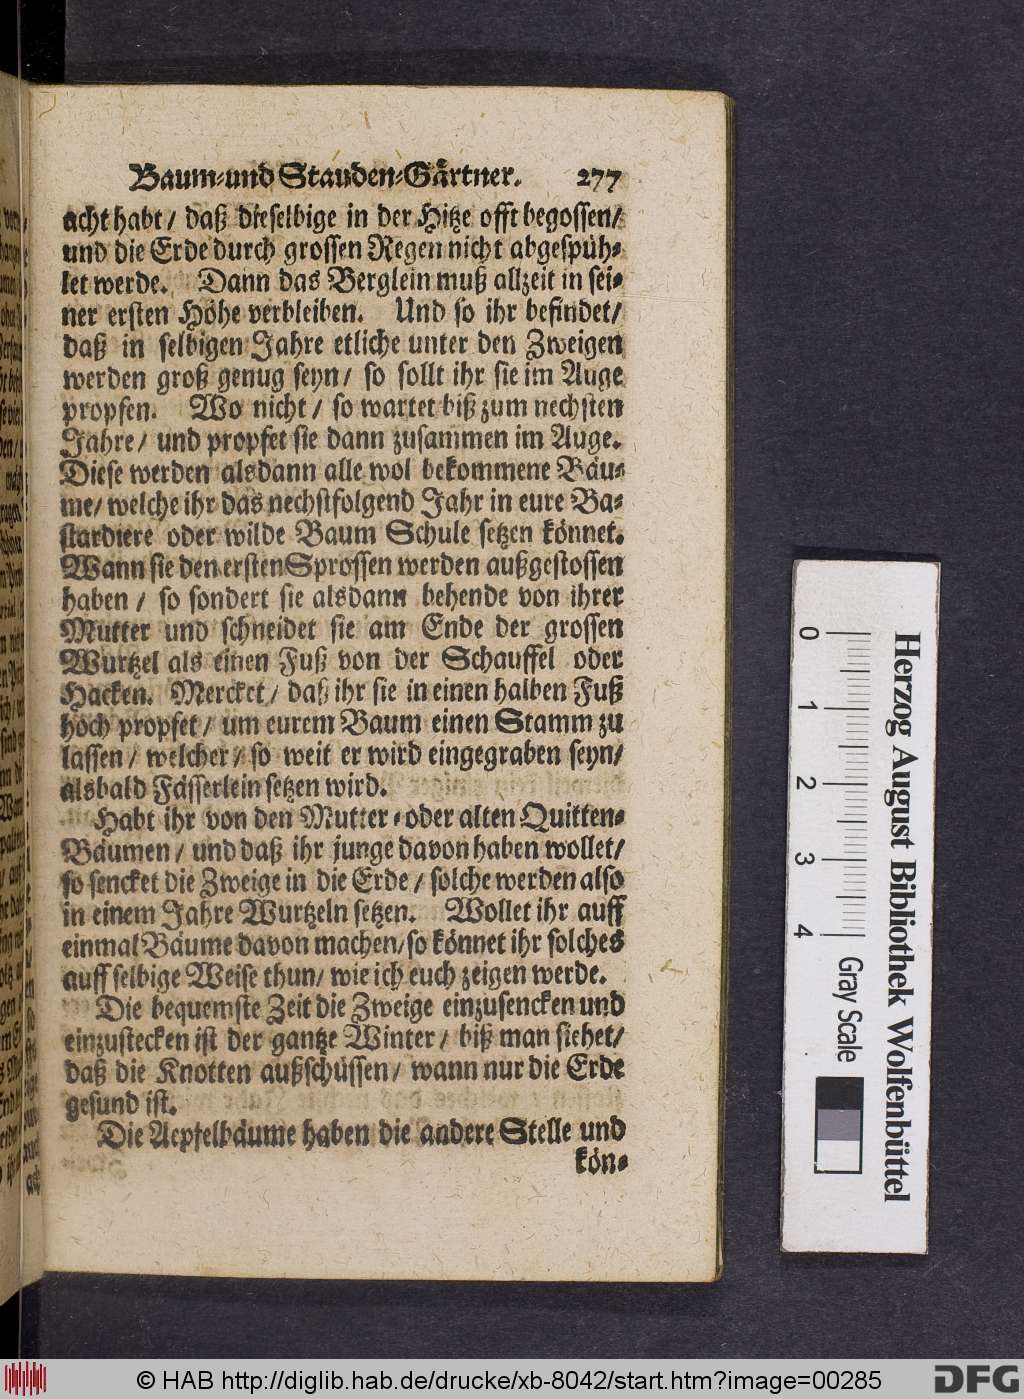 Baum-und Stauden-Gärtner. 277
acht habt / daß dieselbige in der Hitze offt begossen/
und die Erde durch grossen Regen nicht abgespüh-
let werde. Dann das Berglein muß allzeit in sei-
ner ersten Höhe verbleiben. Und so ihr befindet/
daß in selbigen Jahre etliche unter den Zweigen
werden groß genug seyn/ so sollt ihr sie im Auge
propfen. Wo nicht / so wartet biß zum nechsten
Jahre/ und propfet sie dann zusammen im Auge.
Diese werden alsdann alle wol bekommene Bäu-
me/ welche ihr das nechstfolgend Jahr in eure Ba-
stardiere oder wilde Baum Schule setzen könnet.
Wann sie den ersten Sprossen werden außgestossen
haben / so sondert sie alsdann behende von ihrer
Mutter und schneidet sie am Ende der grossen
Wurtzel als einen Fuß von der Schauffel oder
Hacken. Mercket/ daß ihr sie in einen halben Fuß
hoch propfet/ um eurem Baum einen Stamm zu
lassen/ welcher/ so weit er wird eingegraben seyn/
alsbald Fässerlein setzen wird.
Habt ihr von den Mutter-oder alten Quitten-
Bäumen/ und daß ihr junge davon haben wollet/
so sencket die Zweige in die Erde/ solche werden also
in einem Jahre Wurtzeln setzen. Wollet ihr auff
einmal Bäume davon machen/ so könnet ihr solches
auff selbige Weise thun/ wie ich euch zeigen werde.
Die bequemste Zeit die Zweige einzusencken und
einzustecken ist der gantze Winter/ biß man siehet/
daß die Knotten außschüssen/ wann nur die Erde
gesund ist.
Die Aepfelbäume haben die andere Stelle und
kön-
0 1 2 3 4
Gray Scale
Herzog August Bibliothek Wolfenbüttel
© HAB http://diglib.hab.de/drucke/xb-8042/start.htm?image=00285
DFG